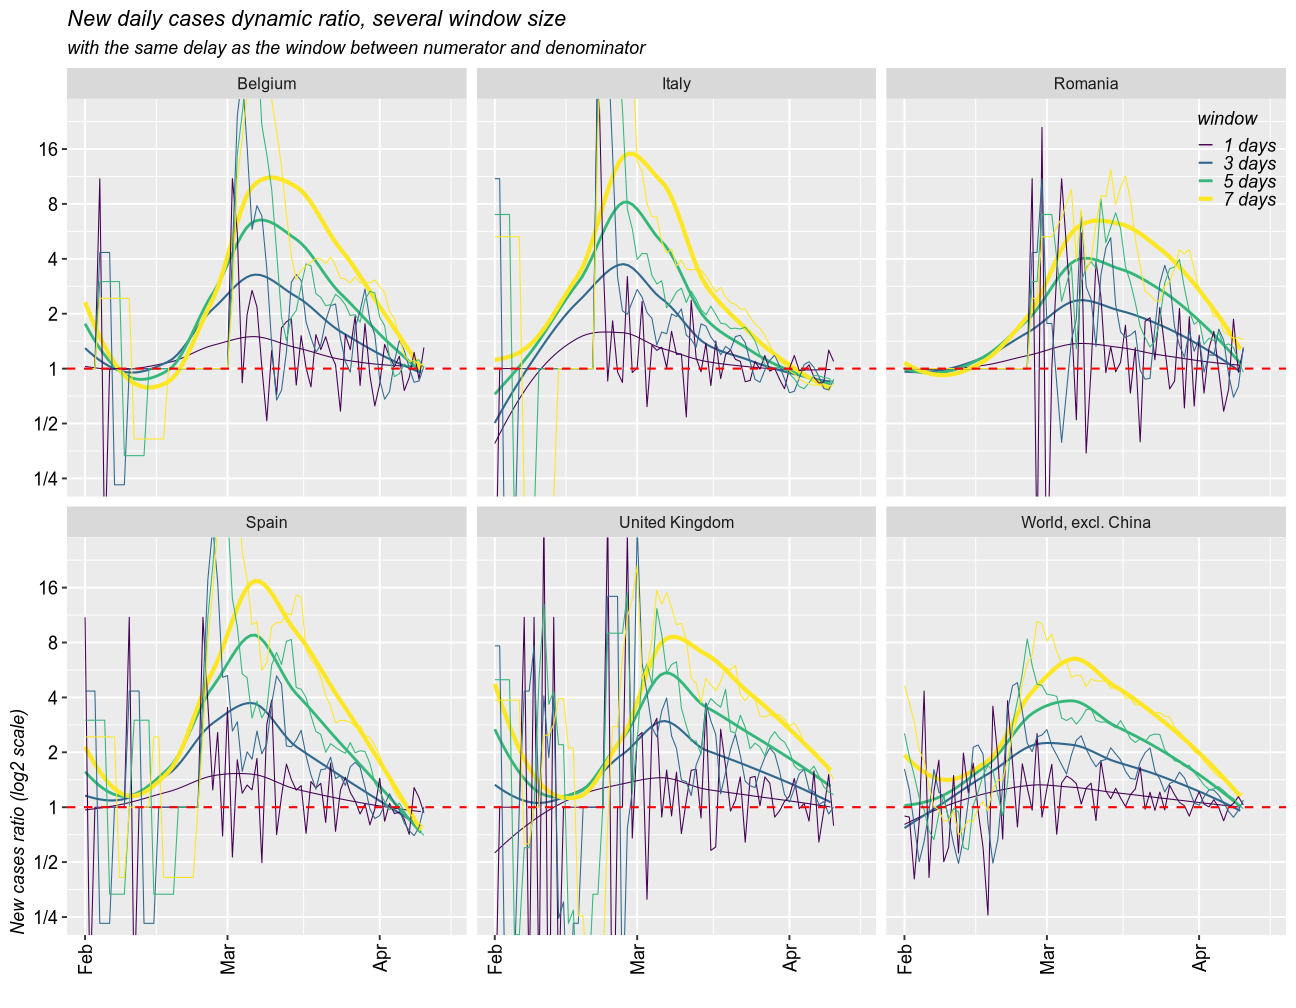 New daily cases dynamic ratio, several window size
with the same delay as the window between numerator and denominator
Belgium
Italy
Romania
window
1 days
3 days
5 days
7 days
16
8
4
2
1
1/2
1/4
Spain
United Kingdom
World, excl. China
16
8
4
2
1
1/2
1/4
New cases ratio (log2 scale)
Feb
Mar
Apr
Feb
Mar
Apr
Feb
Mar
Apr